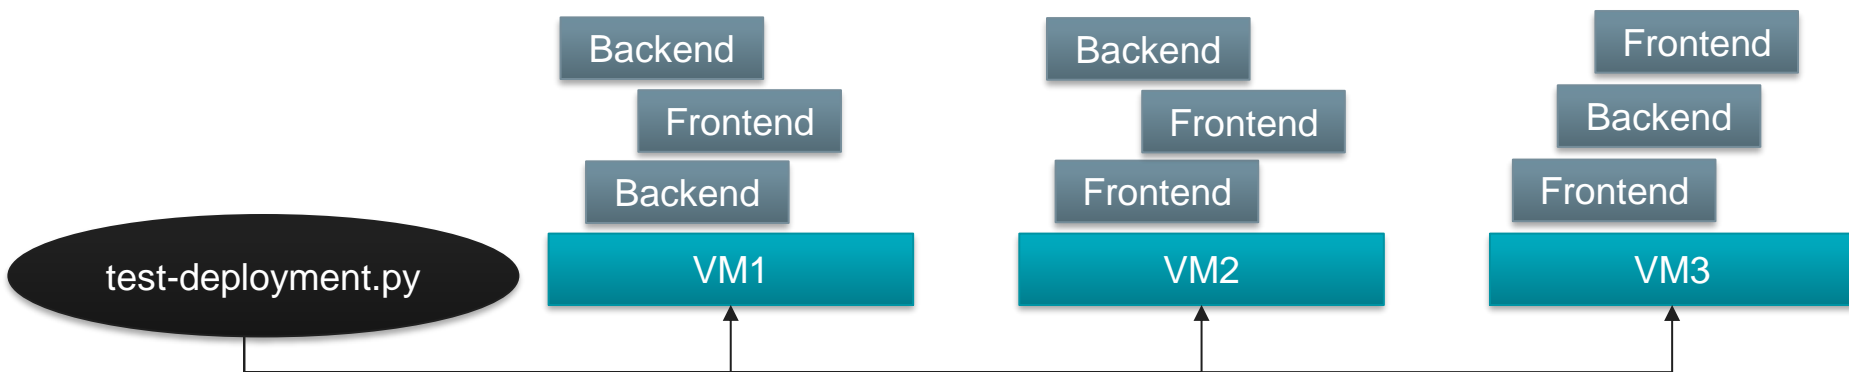 Backend
Frontend
Backend
VM1
Backend
Frontend
Frontend
VM2
Frontend
Backend
Frontend
VM3
test-deployment.py